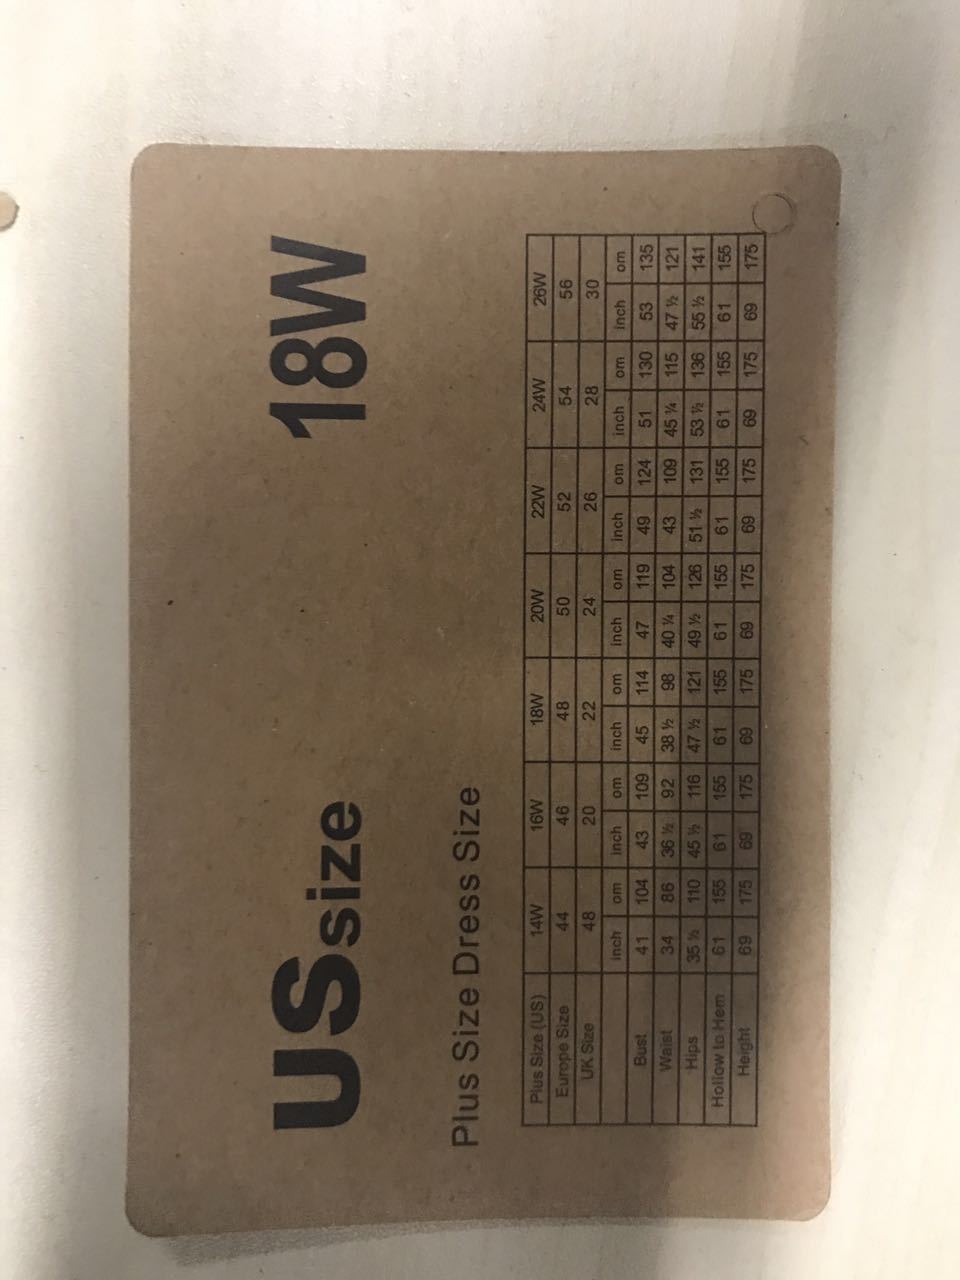 US size 18W
Plus Size Dress Size
Plus Size (US) 14W 16W 18W 20W 22W 24W 26W
Europe Size 44 46 48 50 52 54 56
UK Size 48 20 22 24 26 28 30
inch om inch om inch om inch om inch om inch om inch om
Bust 41 104 43 109 45 114 47 119 49 124 51 130 53 135
Waist 34 86 36 ½ 92 38 ½ 98 40 ¼ 104 43 109 45 ¼ 115 47 ½ 121
Hips 35 ½ 110 45 ½ 116 47 ½ 121 49 ½ 126 51 ½ 131 53 ½ 136 55 ½ 141
Hollow to Hem 61 155 61 155 61 155 61 155 61 155 61 155 61 155
Height 69 175 69 175 69 175 69 175 69 175 69 175 69 175